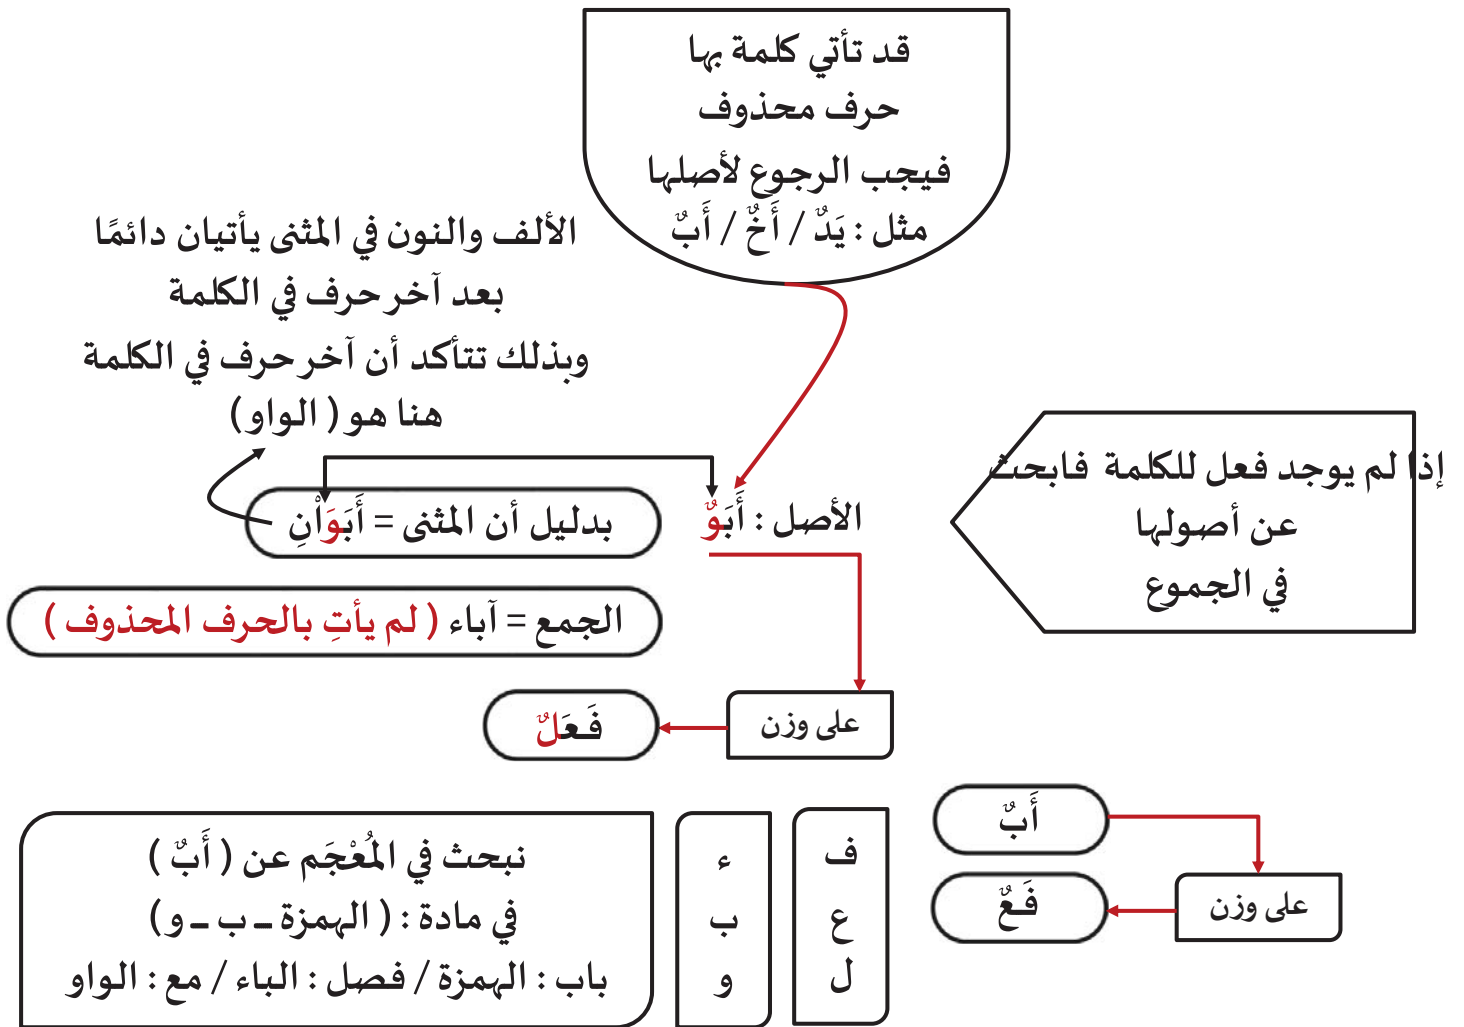 قد تأتي كلمة بها
حرف محذوف
فيجب الرجوع لأصلها
مثل : يَدٌ / أَخٌ / أَبٌ
الألف والنون في المثنى يأتيان دائمًا
بعد آخر حرف في الكلمة
وبذلك تتأكد أن آخر حرف في الكلمة
هنا هو ( الواو )
إذا لم يوجد فعل للكلمة فابحث
عن أصولها
في الجموع
الأصل : أَبَوٌ
بدليل أن المثنى = أَبَوَاْنِ
الجمع = آباء ( لم يأتِ بالحرف المحذوف )
على وزن
فَعَلٌ
أَبٌ
على وزن
فَعٌ
ف
ع
ل
ء
ب
و
نبحث في المُعْجَم عن ( أَبٌ )
في مادة : ( الهمزة – ب – و )
باب : الهمزة / فصل : الباء / مع : الواو